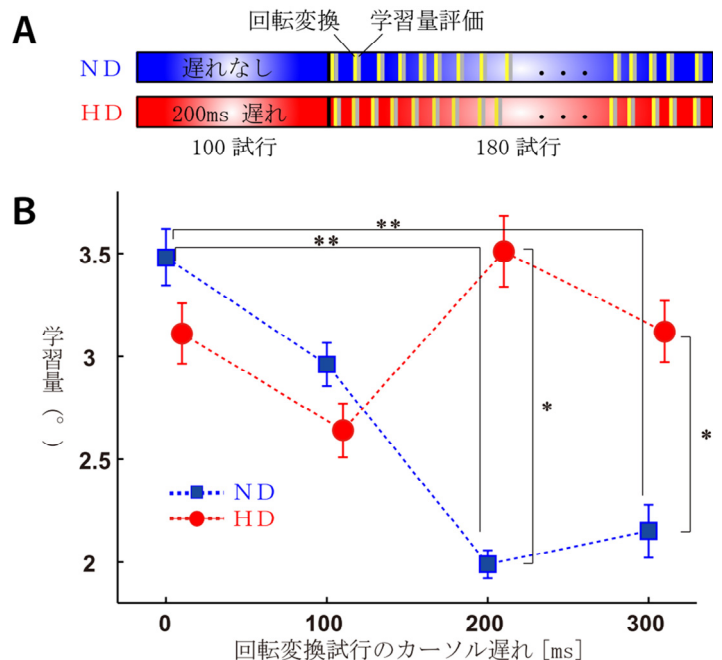 A
回転変換 学習量評価
ND 遅れなし ・・・
HD 200ms 遅れ ・・・
100 試行 180 試行
B
**
**
3.5
3
2.5
2
学習量 (°)
*
*
ND
HD
0 100 200 300
回転変換試行のカーソル遅れ [ms]